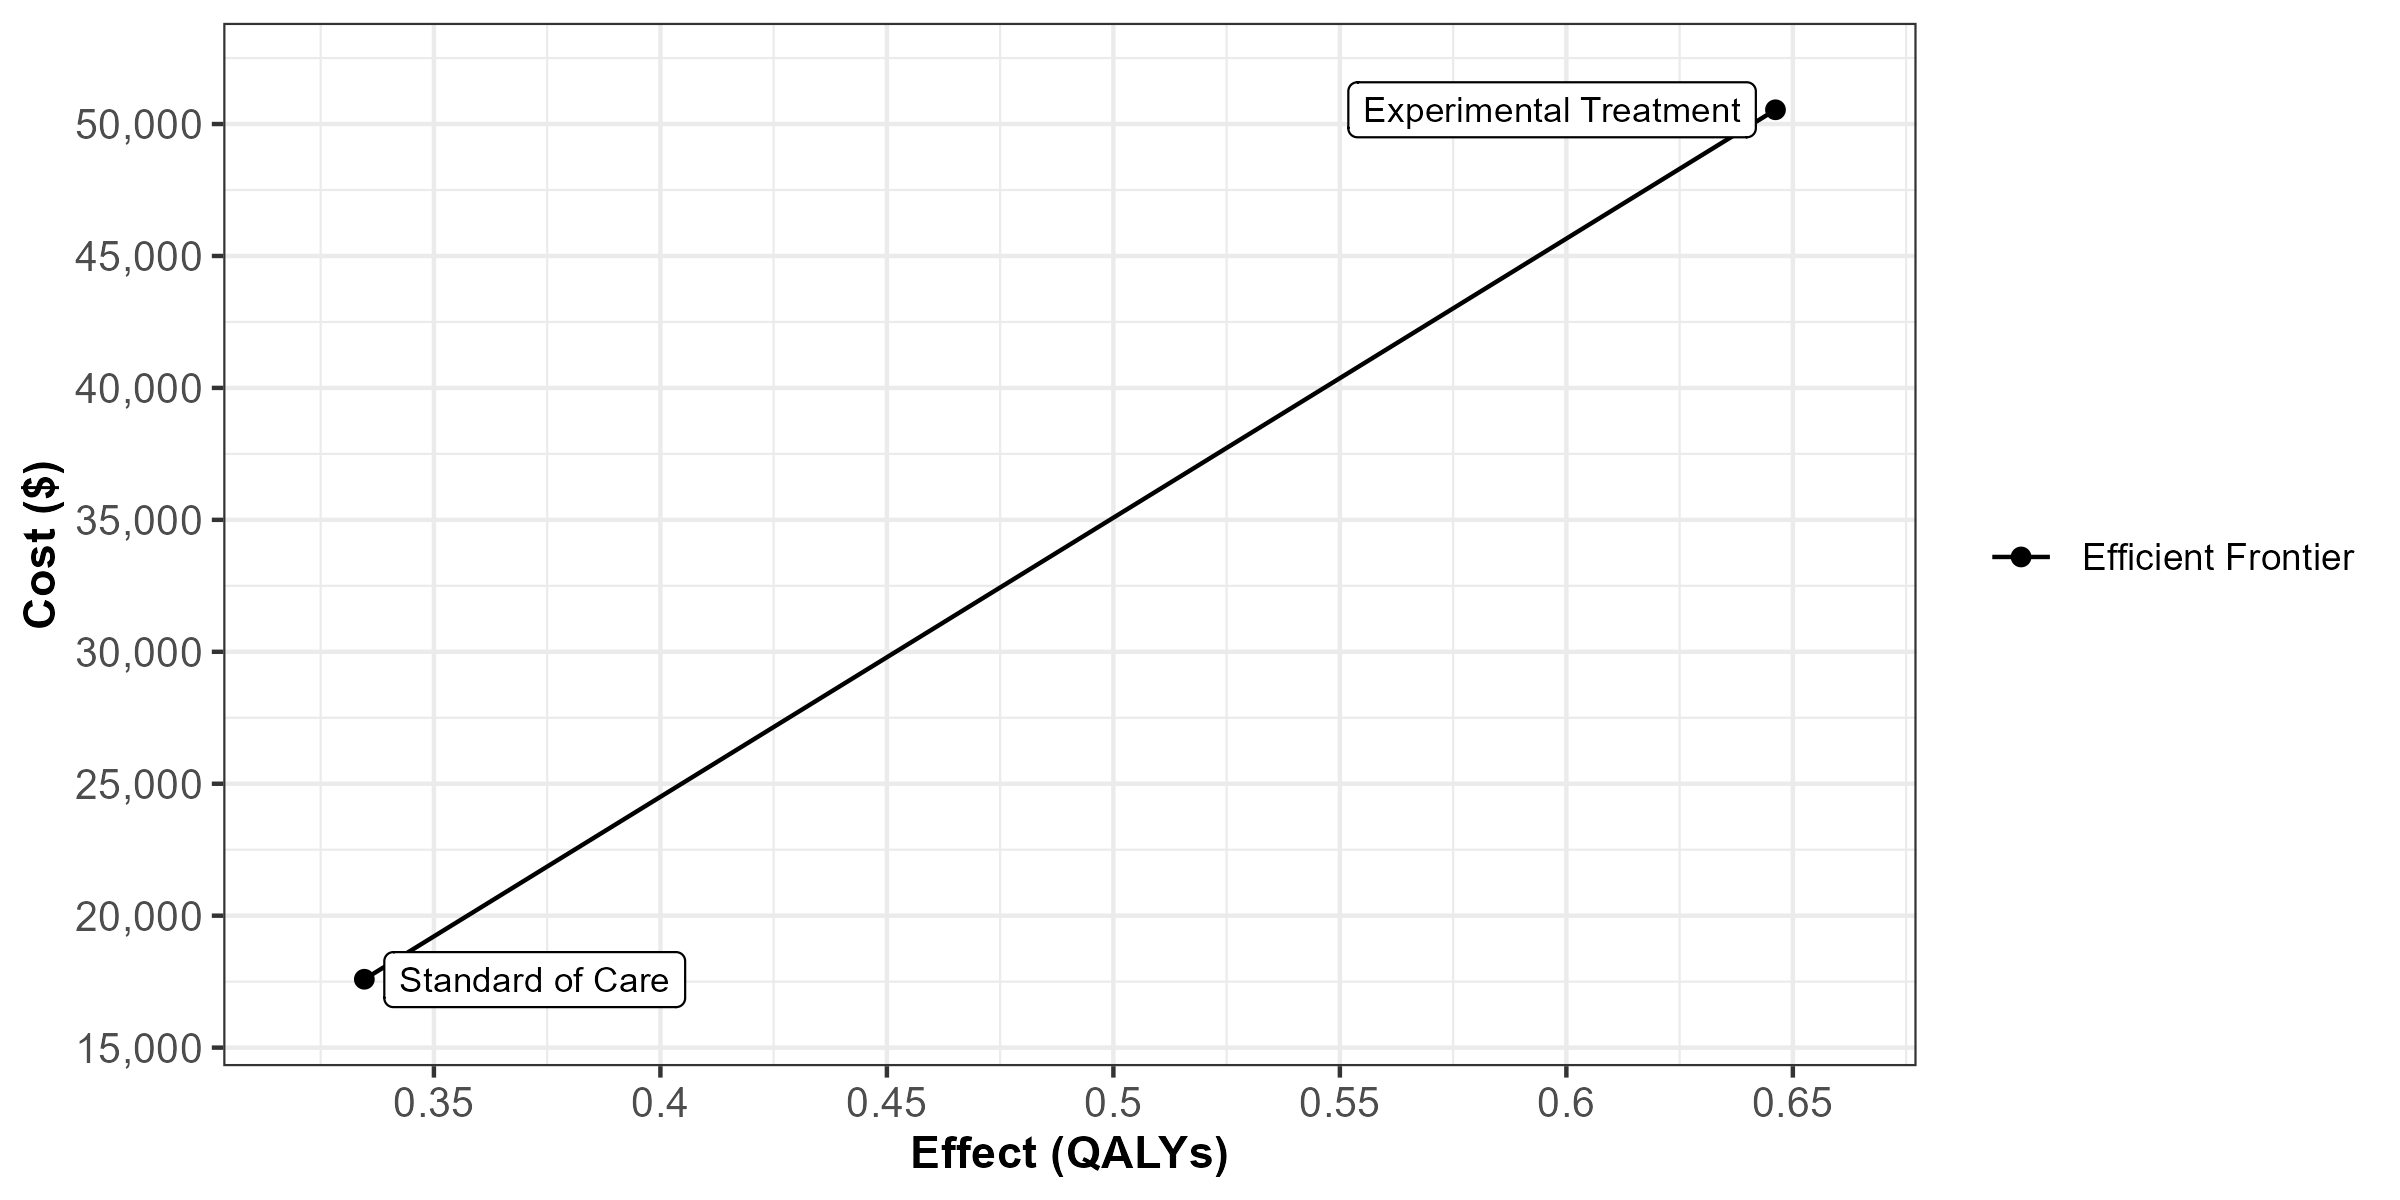 Cost ($)
50,000
45,000
40,000
35,000
30,000
25,000
20,000
15,000
Experimental Treatment
Standard of Care
0.35 0.4 0.45 0.5 0.55 0.6 0.65
Effect (QALYs)
Efficient Frontier